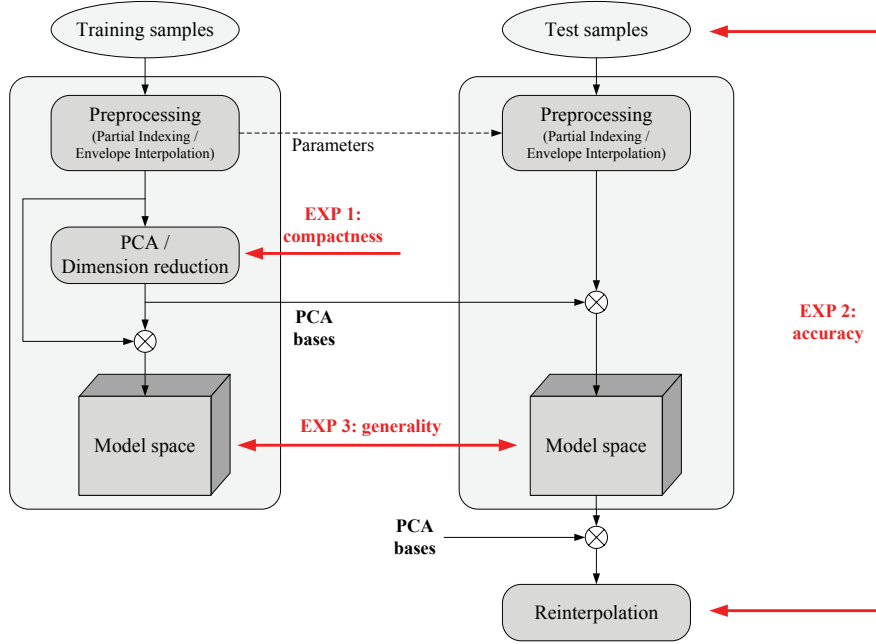 Training samples
Test samples
Preprocessing
(Partial Indexing /
Envelope Interpolation)
Parameters
Preprocessing
(Partial Indexing /
Envelope Interpolation)
EXP 1:
compactness
PCA /
Dimension reduction
PCA
bases
EXP 2:
accuracy
Model space
EXP 3: generality
Model space
PCA
bases
Reinterpolation